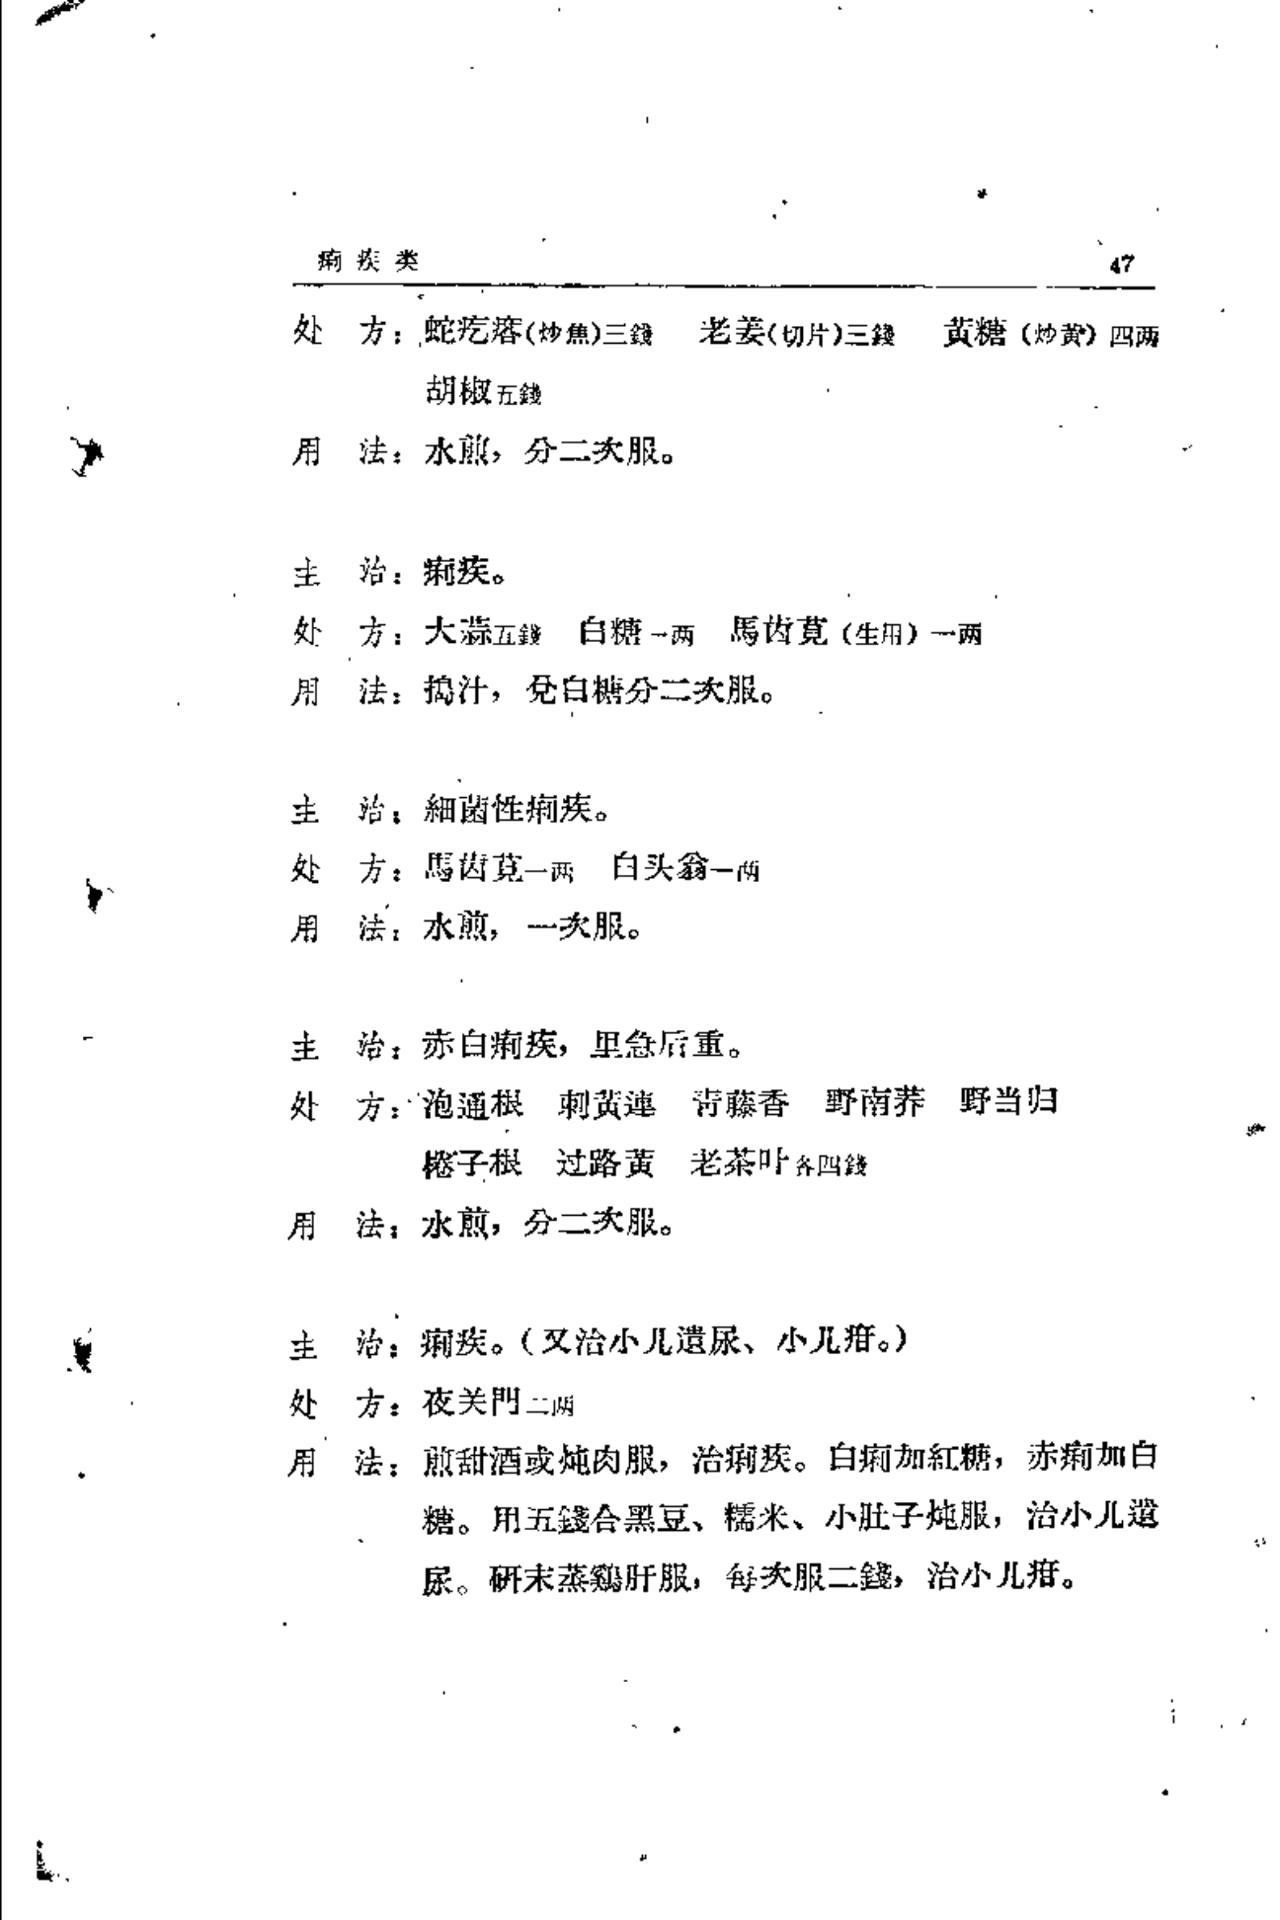 痢疾类 47
处　方：蛇疙瘩(炒焦)三錢　老姜(切片)三錢　黃糖（炒黃）四两
胡椒五錢
用　法：水煎，分二次服。
主　治：痢疾。
处　方：大蒜五錢　白糖一两　馬齿莧（生用）一两
用　法：搗汁，兌白糖分二次服。
主　治：細菌性痢疾。
处　方：馬齿莧一两　白头翁一两
用　法：水煎，一次服。
主　治：赤白痢疾，里急后重。
处　方：泡通根　刺黃連　青藤香　野南荞　野当归
棬子根　过路黃　老茶叶各四錢
用　法：水煎，分二次服。
主　治：痢疾。（又治小儿遺尿、小儿疳。）
处　方：夜关門二两
用　法：煎甜酒或炖肉服，治痢疾。白痢加紅糖，赤痢加白
糖。用五錢合黑豆、糯米、小肚子炖服，治小儿遺
尿。研末蒸鷄肝服，每次服二錢，治小儿疳。